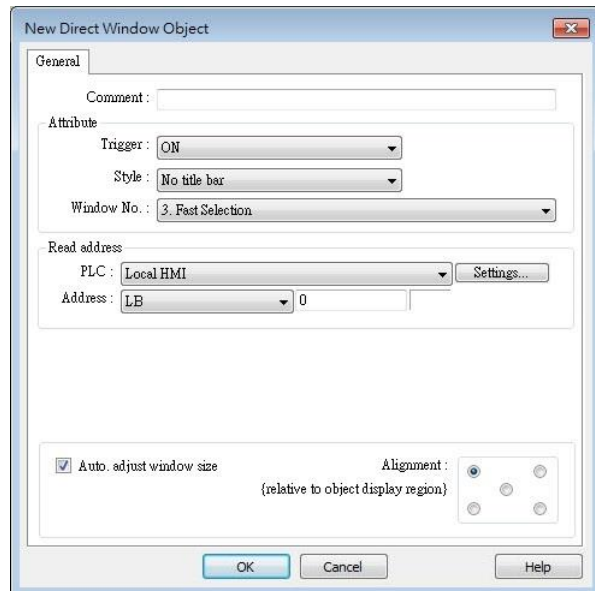 New Direct Window Object
General
Comment :
Attribute
Trigger : ON
Style : No title bar
Window No. : 3. Fast Selection
Read address
PLC : Local HMI Settings...
Address : LB 0
Auto. adjust window size Alignment :
{relative to object display region}
OK Cancel Help